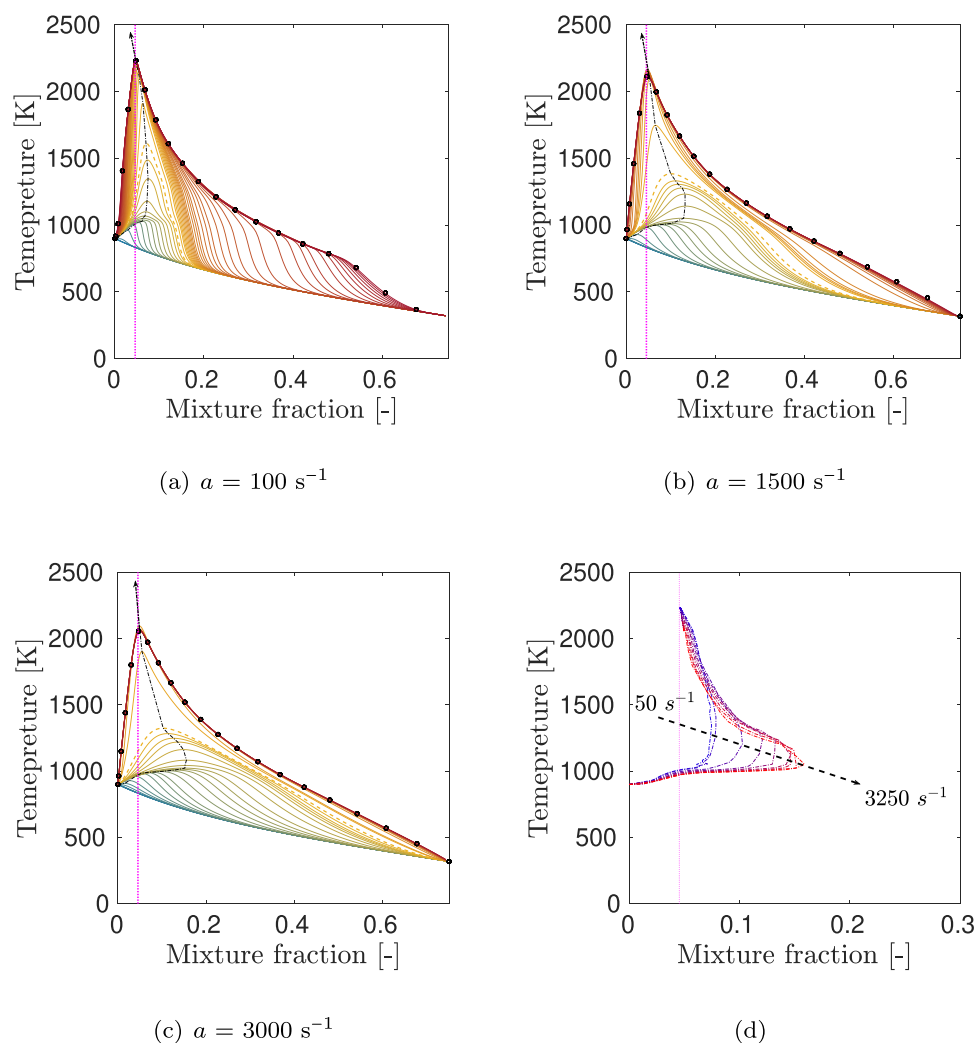 2500
2000
1500
1000
500
0
Temepreture [K]
0 0.2 0.4 0.6
Mixture fraction [-]
(a) a = 100 s⁻¹
2500
2000
1500
1000
500
0
Temepreture [K]
0 0.2 0.4 0.6
Mixture fraction [-]
(b) a = 1500 s⁻¹
2500
2000
1500
1000
500
0
Temepreture [K]
0 0.2 0.4 0.6
Mixture fraction [-]
(c) a = 3000 s⁻¹
2500
2000
1500
1000
500
0
Temepreture [K]
50 s⁻¹
3250 s⁻¹
0 0.1 0.2 0.3
Mixture fraction [-]
(d)